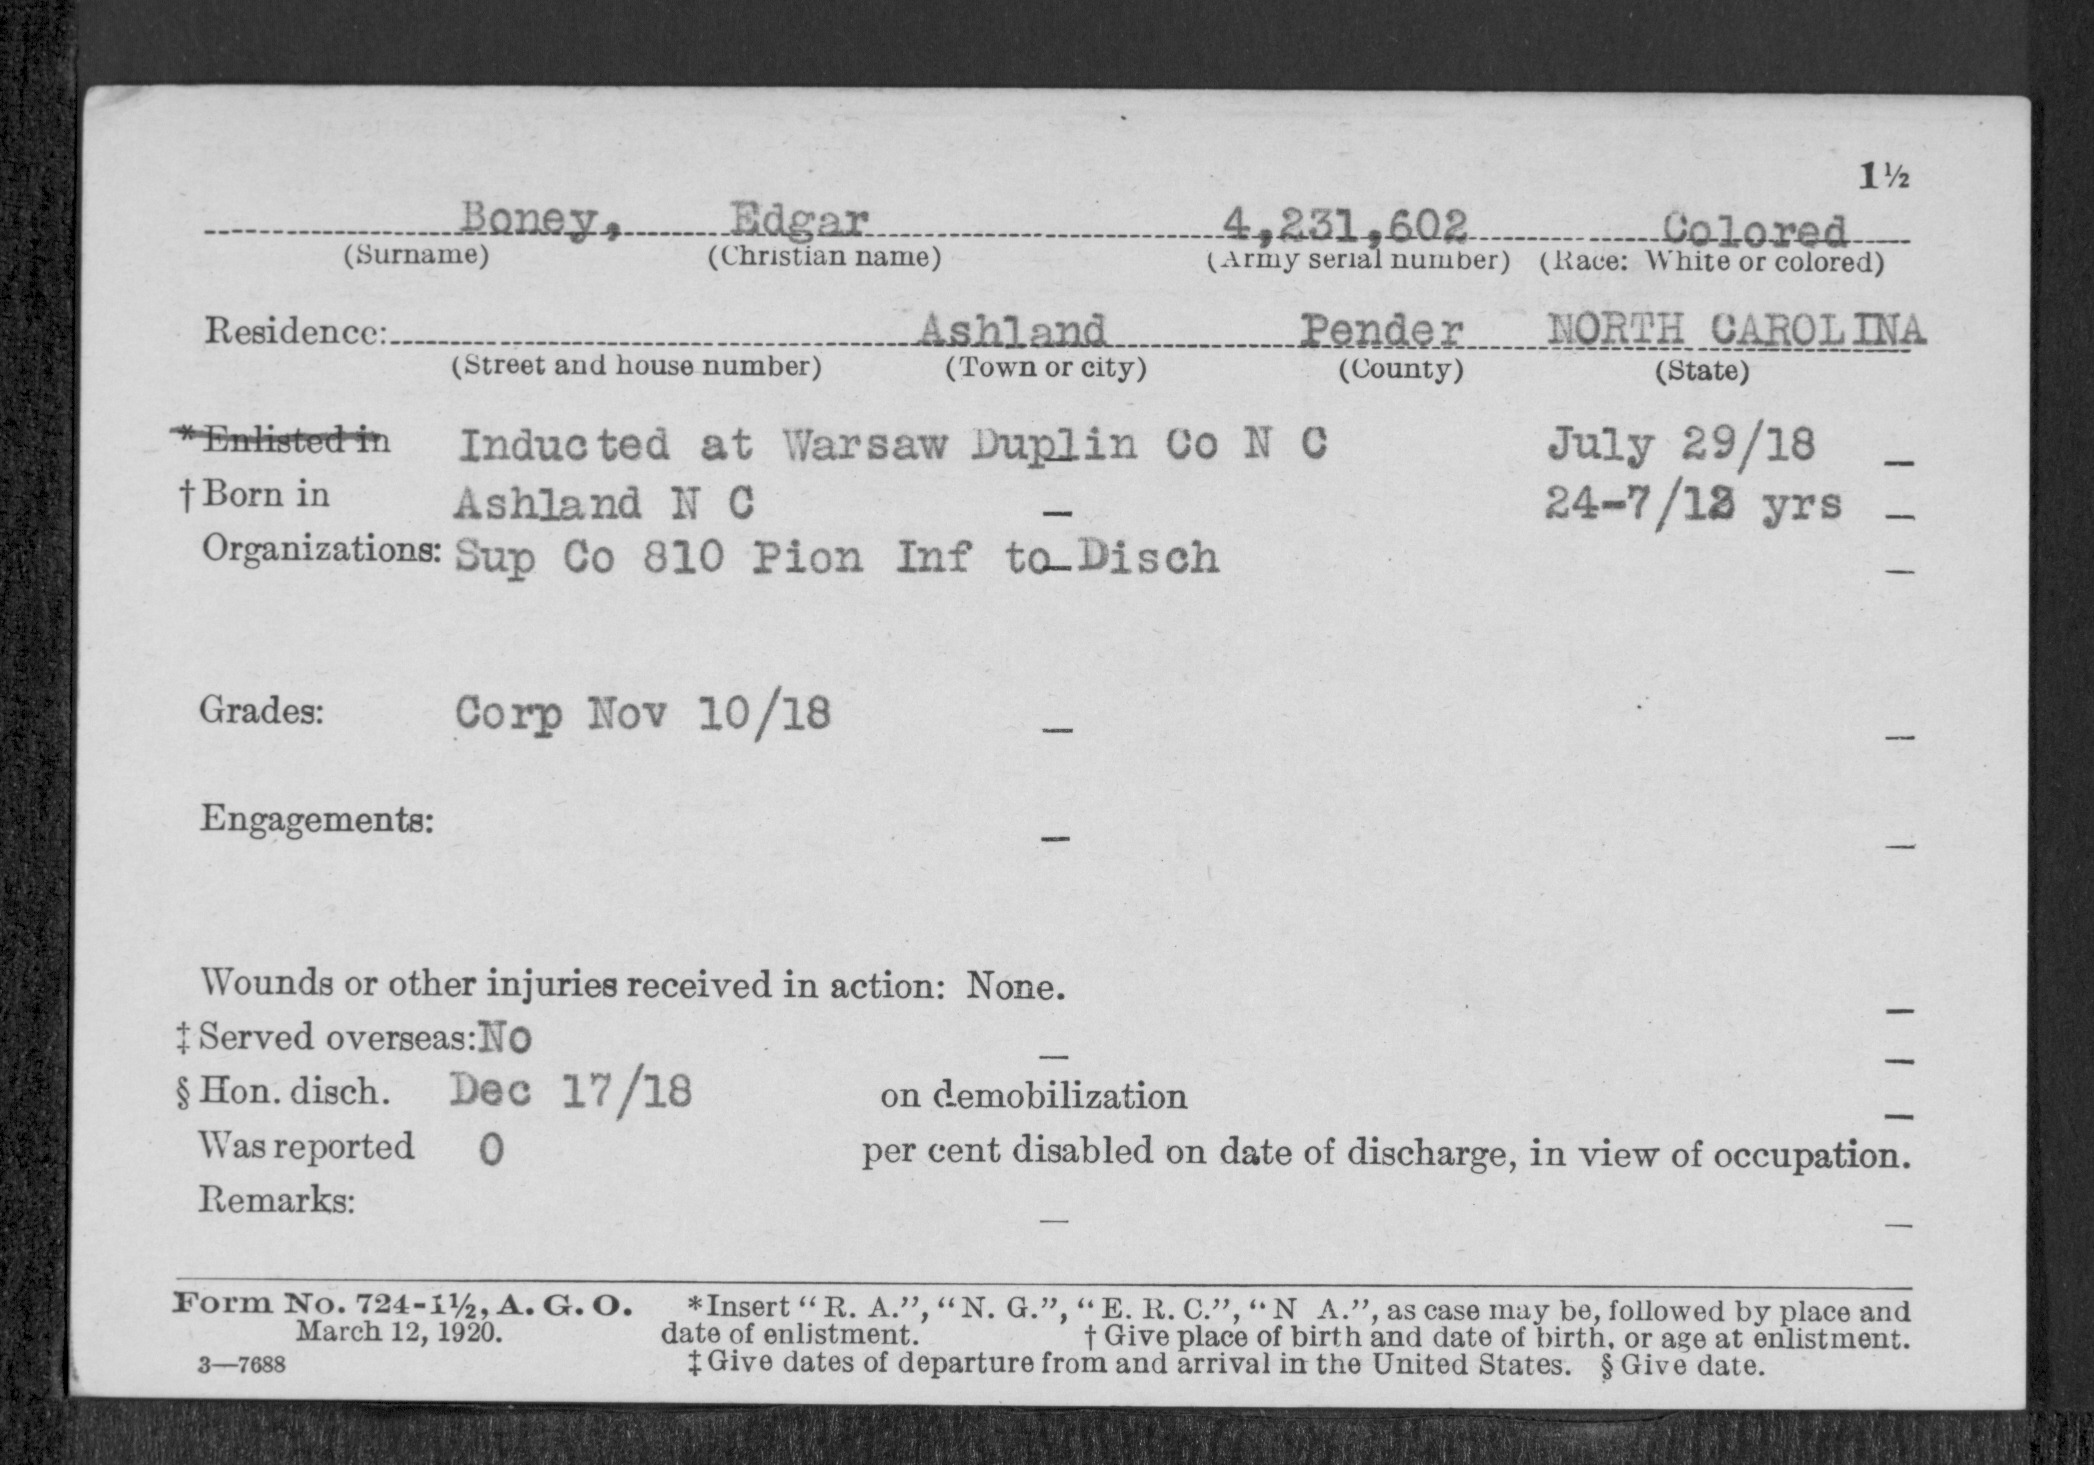 1½
Boney, Edgar 4,231,602 Colored
(Surname) (Christian name) (Army serial number) (Race: White or colored)
Residence: Ashland Pender NORTH CAROLINA
(Street and house number) (Town or city) (County) (State)
* Enlisted in Inducted at Warsaw Duplin Co N C July 29/18
† Born in Ashland N C 24-7/12 yrs
Organizations: Sup Co 810 Pion Inf to Disch
Grades: Corp Nov 10/18
Engagements:
Wounds or other injuries received in action: None.
‡ Served overseas: No
§ Hon. disch. Dec 17/18 on demobilization
Was reported 0 per cent disabled on date of discharge, in view of occupation.
Remarks:
Form No. 724-1½, A. G. O. *Insert “R. A.”, “N. G.”, “E. R. C.”, “N A.”, as case may be, followed by place and
March 12, 1920. date of enlistment. † Give place of birth and date of birth, or age at enlistment.
3—7688 ‡ Give dates of departure from and arrival in the United States. § Give date.